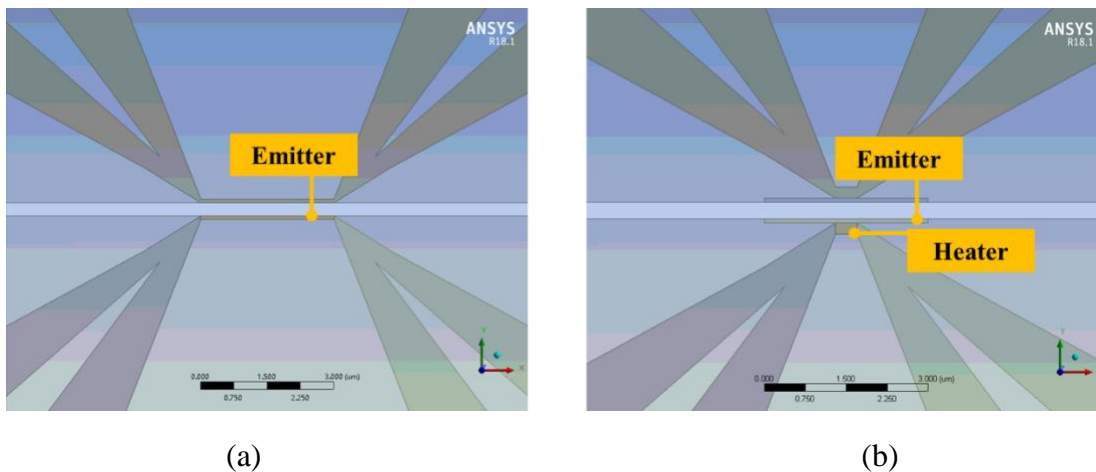 ANSYS
R18.1
Emitter
Y
X
0.000
1.500
3.000 (um)
0.750
2.250
(a)
ANSYS
R18.1
Emitter
Heater
Y
0.000
1.500
3.000 (um)
0.750
2.250
(b)